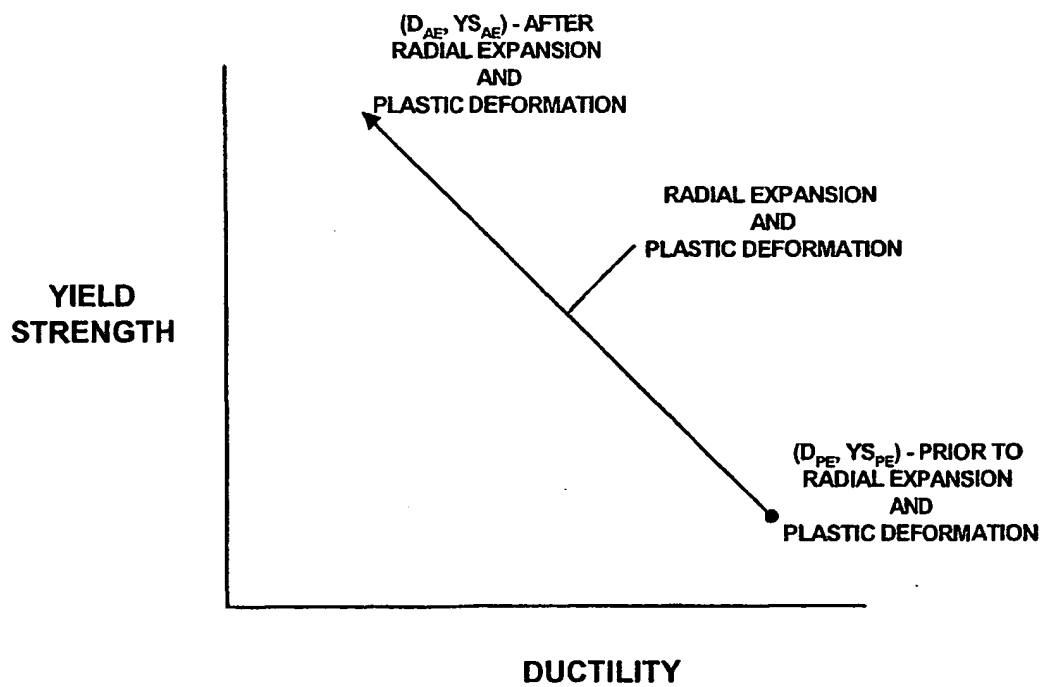 (D_AE, YS_AE) - AFTER
RADIAL EXPANSION
AND
PLASTIC DEFORMATION
RADIAL EXPANSION
AND
PLASTIC DEFORMATION
YIELD
STRENGTH
(D_PE, YS_PE) - PRIOR TO
RADIAL EXPANSION
AND
PLASTIC DEFORMATION
DUCTILITY